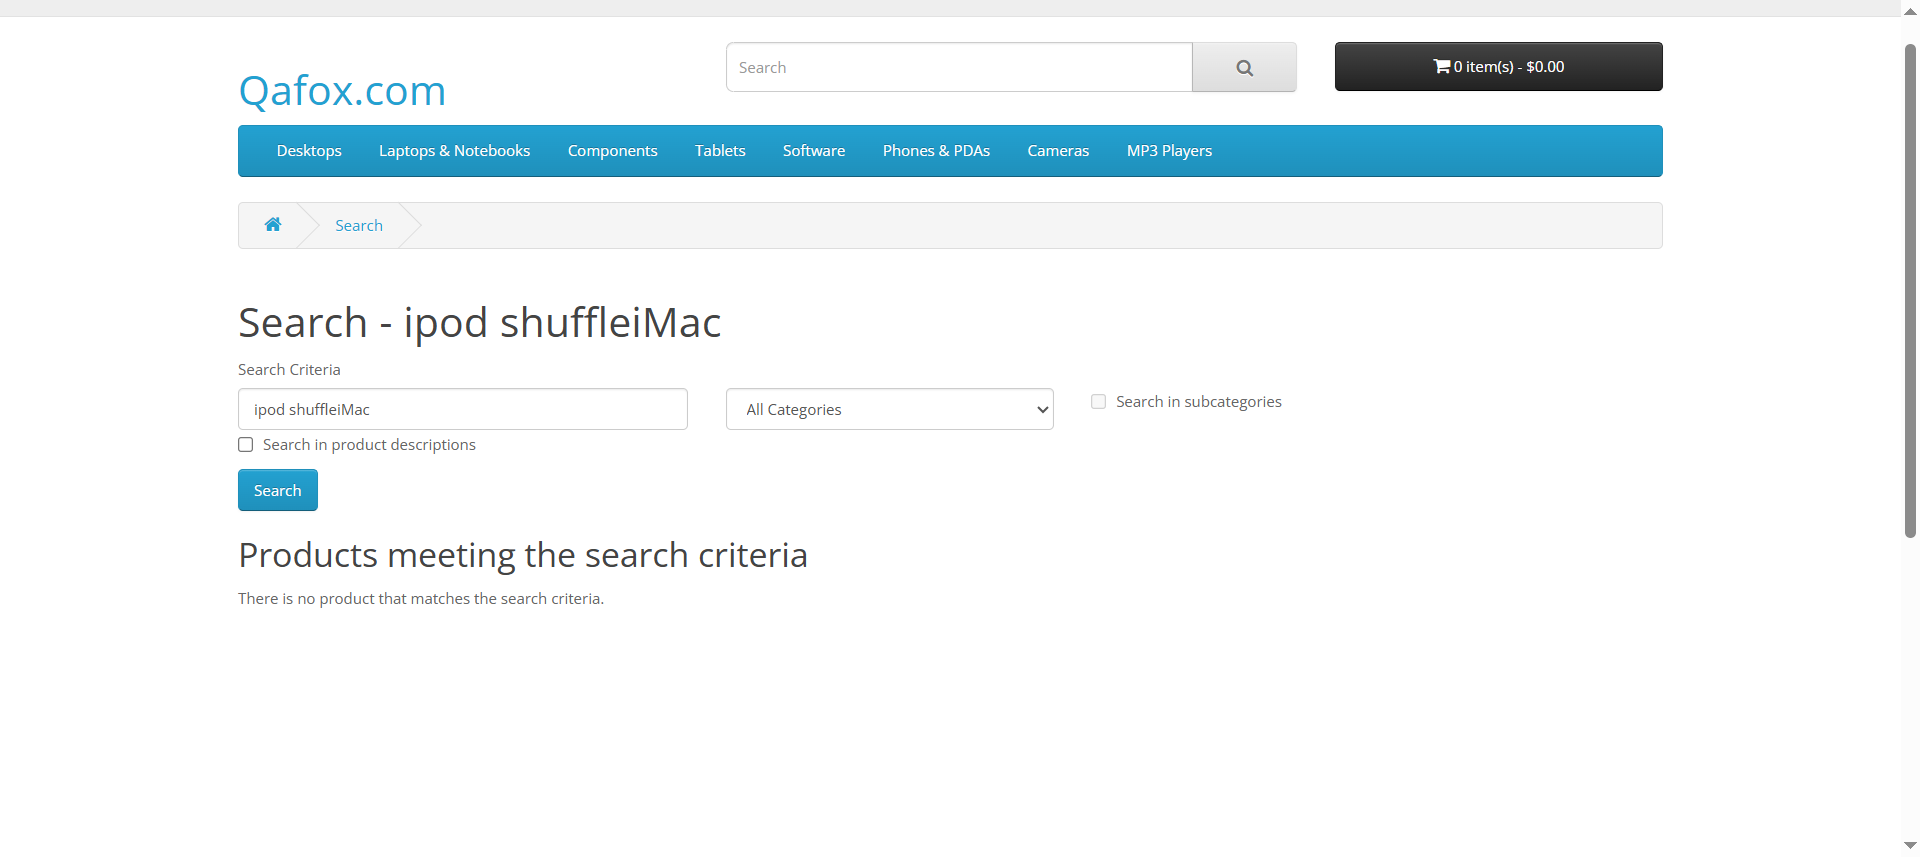 Search
0 item(s) - $0.00
Qafox.com
Desktops Laptops & Notebooks Components Tablets Software Phones & PDAs Cameras MP3 Players
Search
Search - ipod shuffleiMac
Search Criteria
ipod shuffleiMac All Categories Search in subcategories
Search in product descriptions
Search
Products meeting the search criteria
There is no product that matches the search criteria.